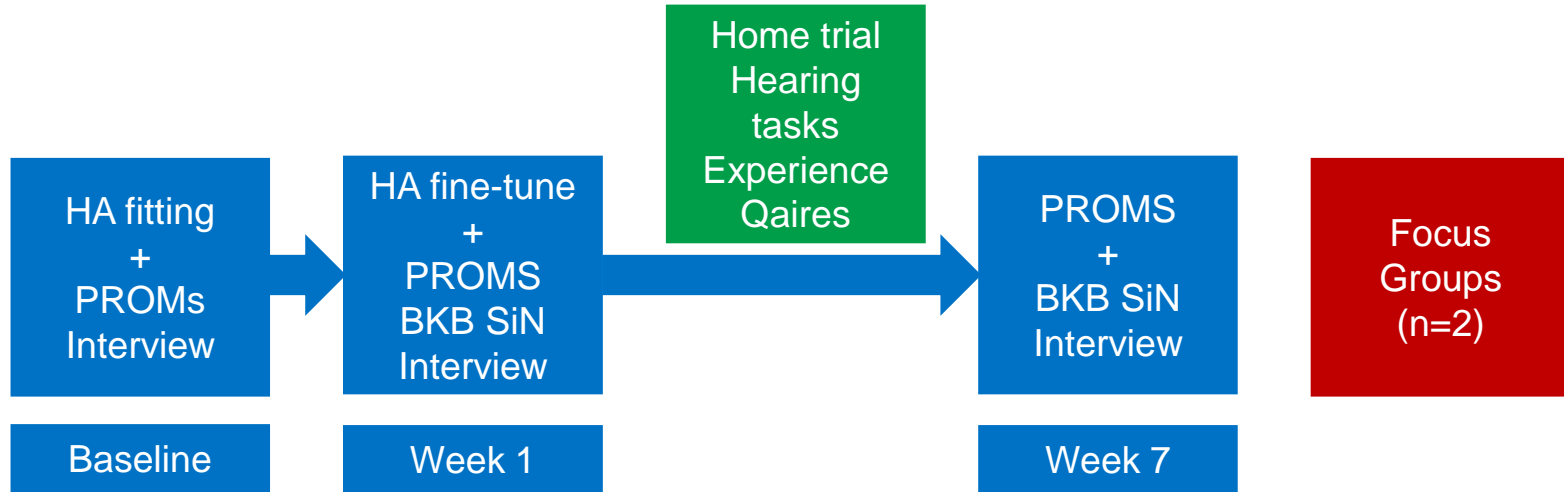 Home trial
Hearing
tasks
Experience
Qaires
HA fitting
+
PROMs
Interview
HA fine-tune
+
PROMS
BKB SiN
Interview
PROMS
+
BKB SiN
Interview
Focus
Groups
(n=2)
Baseline
Week 1
Week 7